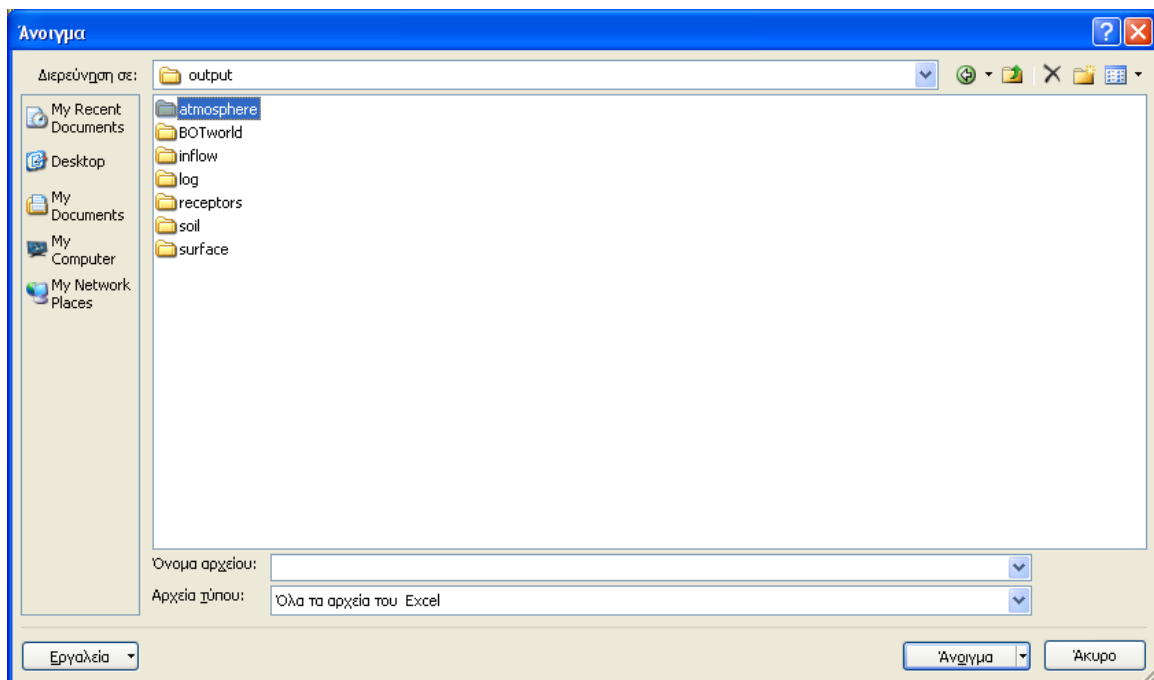 Άνοιγμα
Διερεύνηση σε:
output
My Recent
Documents
Desktop
My
Documents
My
Computer
My Network
Places
atmosphere
BOTworld
inflow
log
receptors
soil
surface
Όνομα αρχείου:
Αρχεία τύπου:
Όλα τα αρχεία του Excel
Εργαλεία
Άνοιγμα
Άκυρο